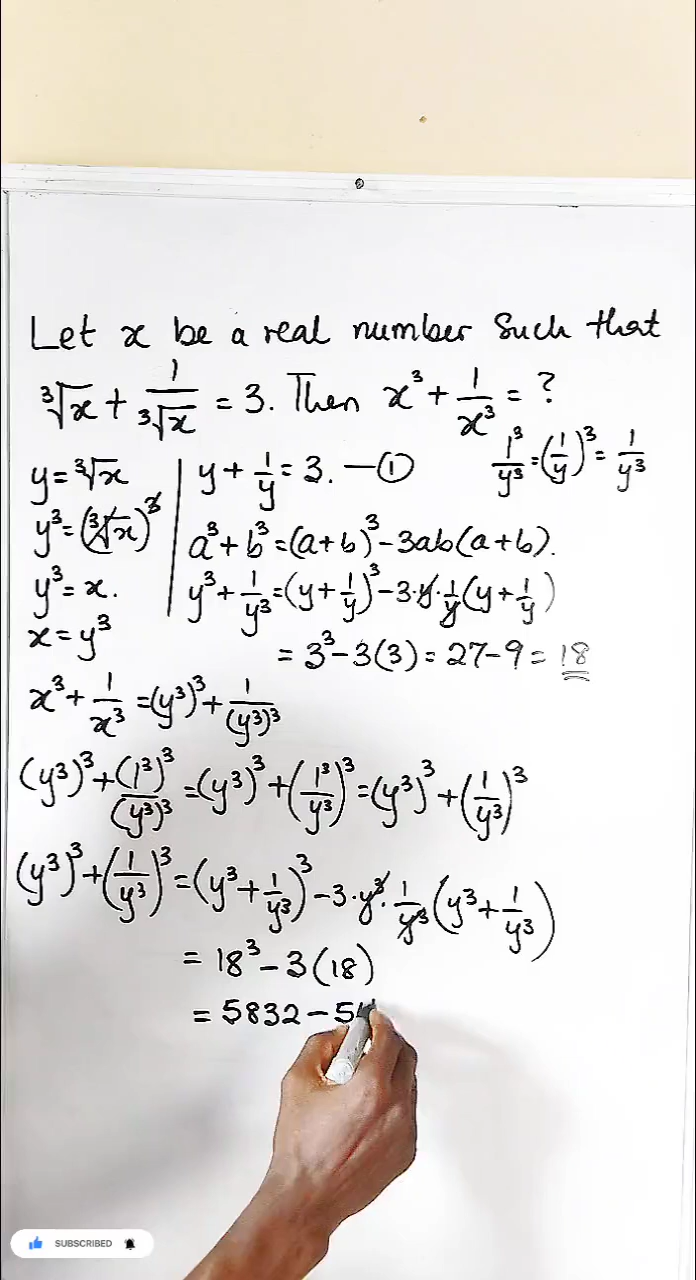 Let x be a real number such that
∛x + 1/∛x = 3. Then x³ + 1/x³ = ?
1³/y³ = (1/y)³ = 1/y³
y = ∛x
y³ = (∛x)³
y³ = x.
x = y³
y + 1/y = 3. —①
a³ + b³ = (a + b)³ - 3ab(a + b).
y³ + 1/y³ = (y + 1/y)³ - 3·y·1/y(y + 1/y)
= 3³ - 3(3) = 27 - 9 = 18
x³ + 1/x³ = (y³)³ + 1/(y³)³
(y³)³ + (1³)³/(y³)³ = (y³)³ + (1³/y³)³ = (y³)³ + (1/y³)³
(y³)³ + (1/y³)³ = (y³ + 1/y³)³ - 3·y³·1/y³(y³ + 1/y³)
= 18³ - 3(18)
= 5832 - 54
SUBSCRIBED